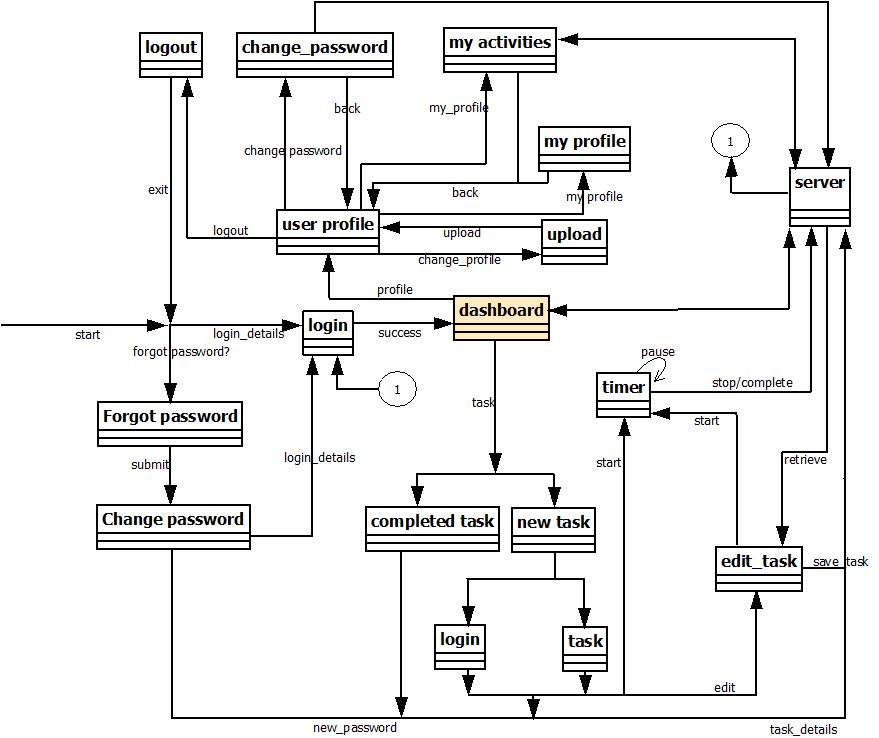 logout
change_password
my activities
back
my_profile
change password
1
my profile
server
exit
back
my profile
user profile
logout
upload
upload
change_profile
profile
dashboard
start
login_details
login
success
forgot password?
pause
timer
stop/complete
1
task
Forgot password
start
submit
login_details
start
retrieve
Change password
completed task
new task
edit_task
save_task
login
task
edit
new_password
task_details